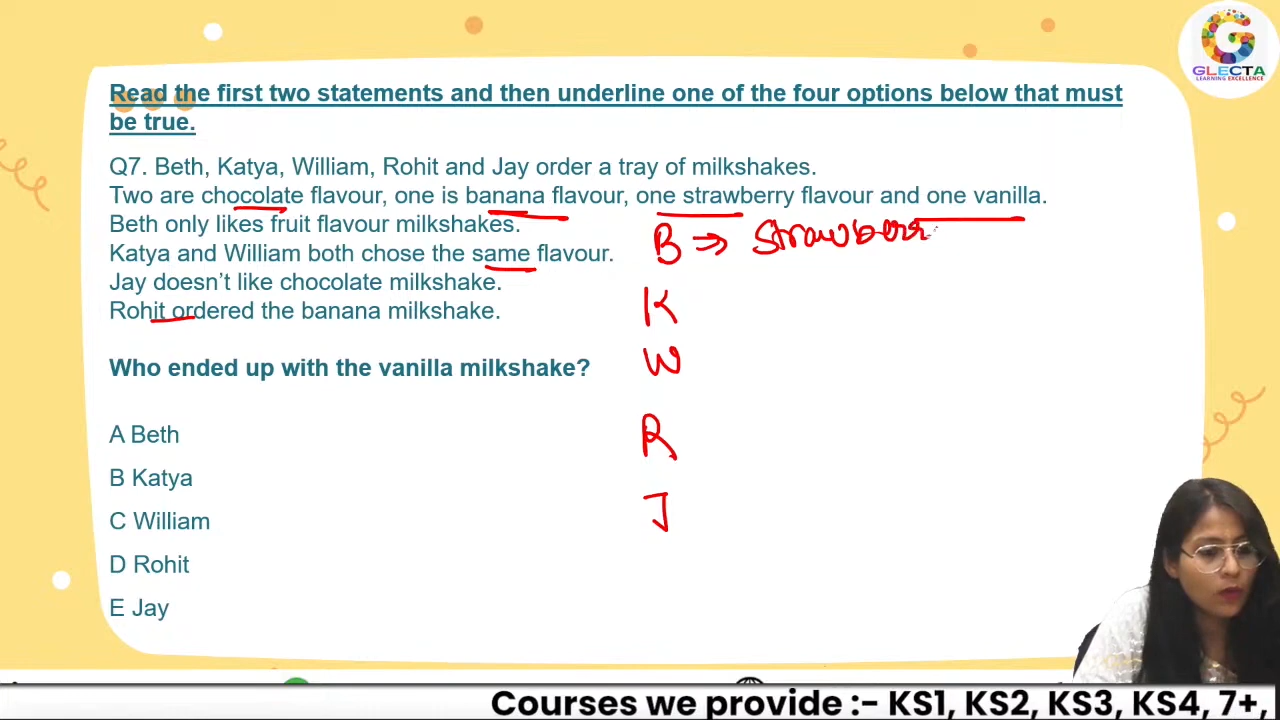 GLECTA
LEARNING EXCELLENCE
Read the first two statements and then underline one of the four options below that must
be true.
Q7. Beth, Katya, William, Rohit and Jay order a tray of milkshakes.
Two are chocolate flavour, one is banana flavour, one strawberry flavour and one vanilla.
Beth only likes fruit flavour milkshakes.
B ⇒ Strawberr
Katya and William both chose the same flavour.
Jay doesn’t like chocolate milkshake.
Rohit ordered the banana milkshake.
K
Who ended up with the vanilla milkshake?
W
A Beth
R
B Katya
C William
J
D Rohit
E Jay
Courses we provide :- KS1, KS2, KS3, KS4, 7+,